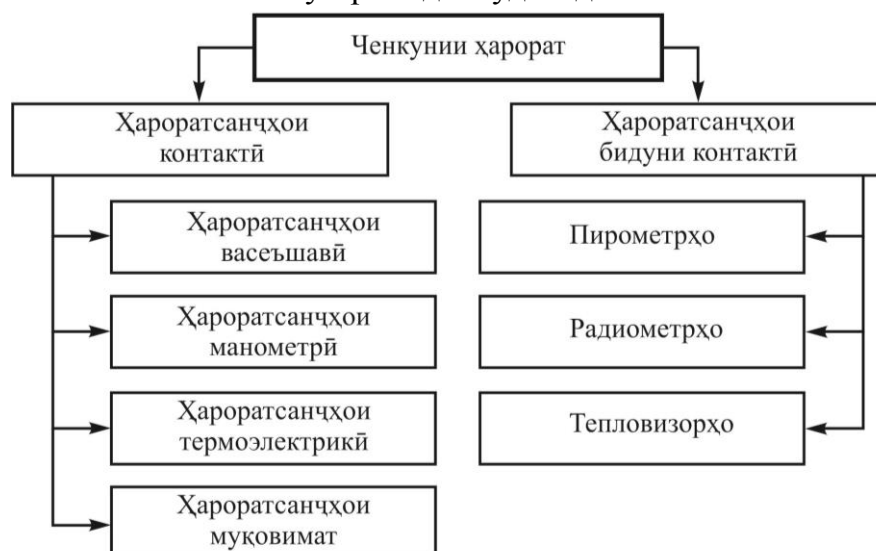 Ченкунии ҳарорат
Ҳароратсанҷҳои
контактӣ
Ҳароратсанҷҳои
бидуни контактӣ
Ҳароратсанҷҳои
васеъшавӣ
Ҳароратсанҷҳои
манометрӣ
Ҳароратсанҷҳои
термоэлектрикӣ
Ҳароратсанҷҳои
муқовимат
Пирометрҳо
Радиометрҳо
Тепловизорҳо